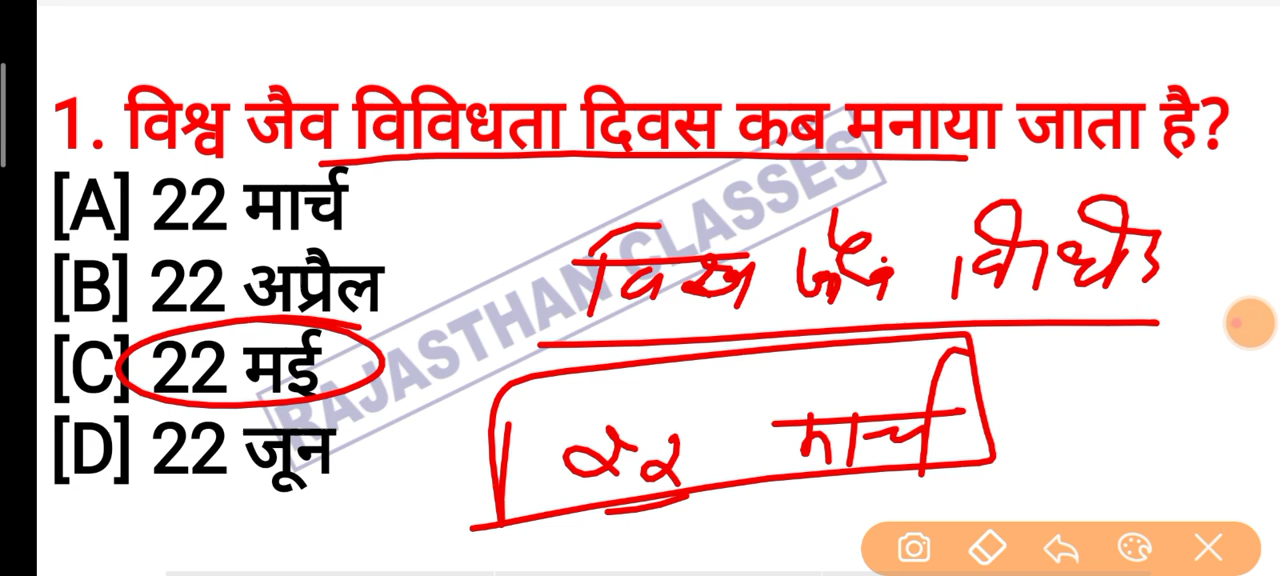 1. विश्व जैव विविधता दिवस कब मनाया जाता है?
[A] 22 मार्च
[B] 22 अप्रैल
[C] 22 मई
[D] 22 जून
RAJASTHAN CLASSES
विश्व जैव
२२ मार्च